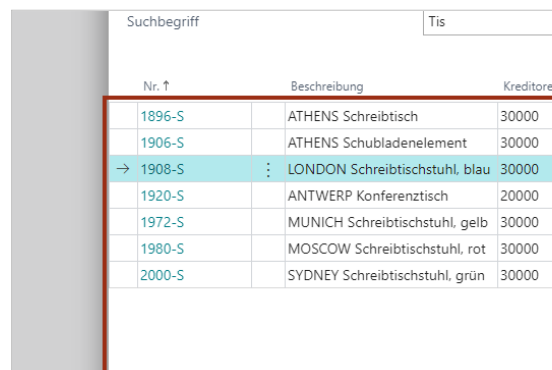 Suchbegriff Tis
Nr. ↑ Beschreibung Kreditore
1896-S ATHENS Schreibtisch 30000
1906-S ATHENS Schubladenelement 30000
→ 1908-S ⋮ LONDON Schreibtischstuhl, blau 30000
1920-S ANTWERP Konferenztisch 20000
1972-S MUNICH Schreibtischstuhl, gelb 30000
1980-S MOSCOW Schreibtischstuhl, rot 30000
2000-S SYDNEY Schreibtischstuhl, grün 30000